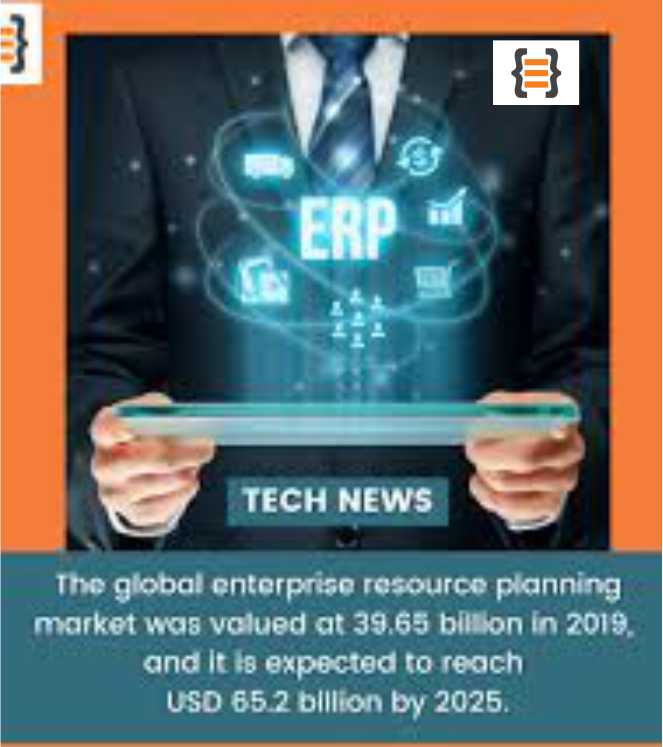 ERP
TECH NEWS
The global enterprise resource planning
market was valued at 39.65 billion in 2019,
and it is expected to reach
USD 65.2 billion by 2025.